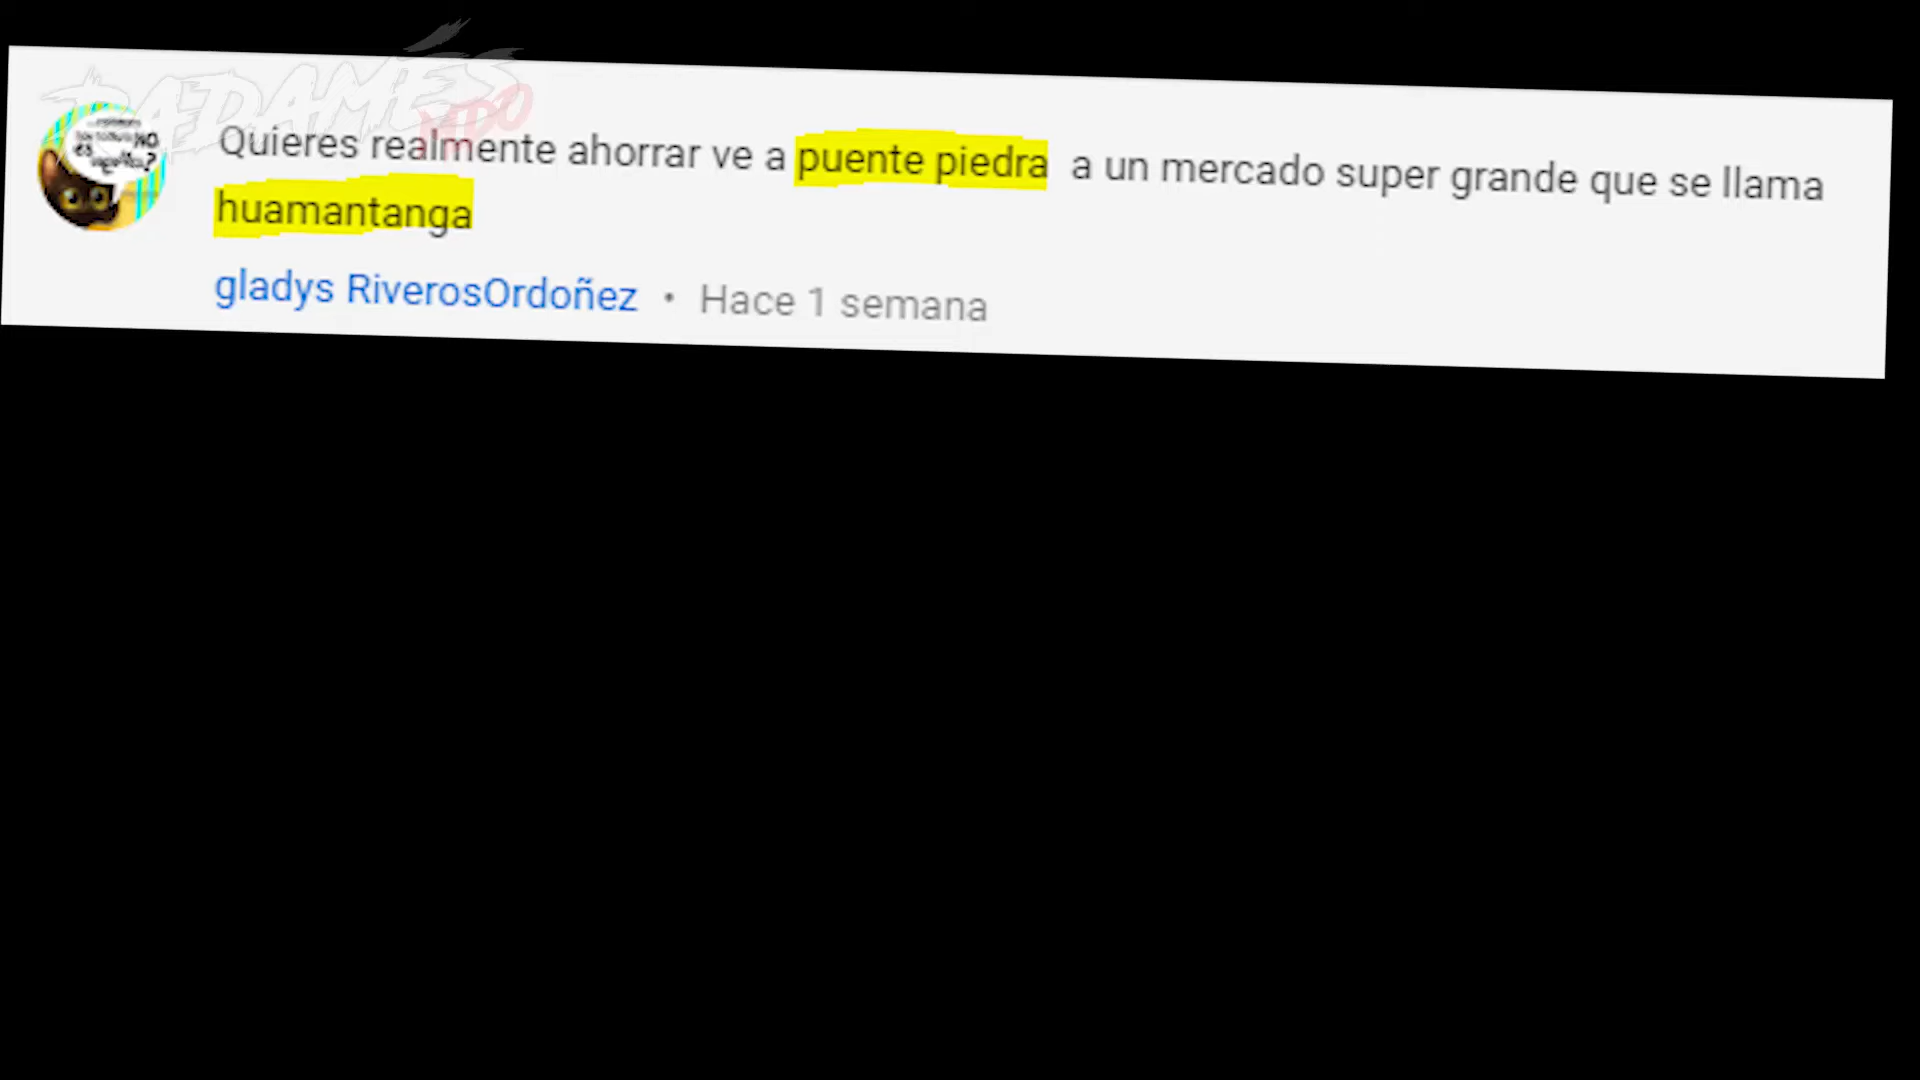 Quieres realmente ahorrar ve a puente piedra a un mercado super grande que se llama
huamantanga
gladys RiverosOrdoñez • Hace 1 semana